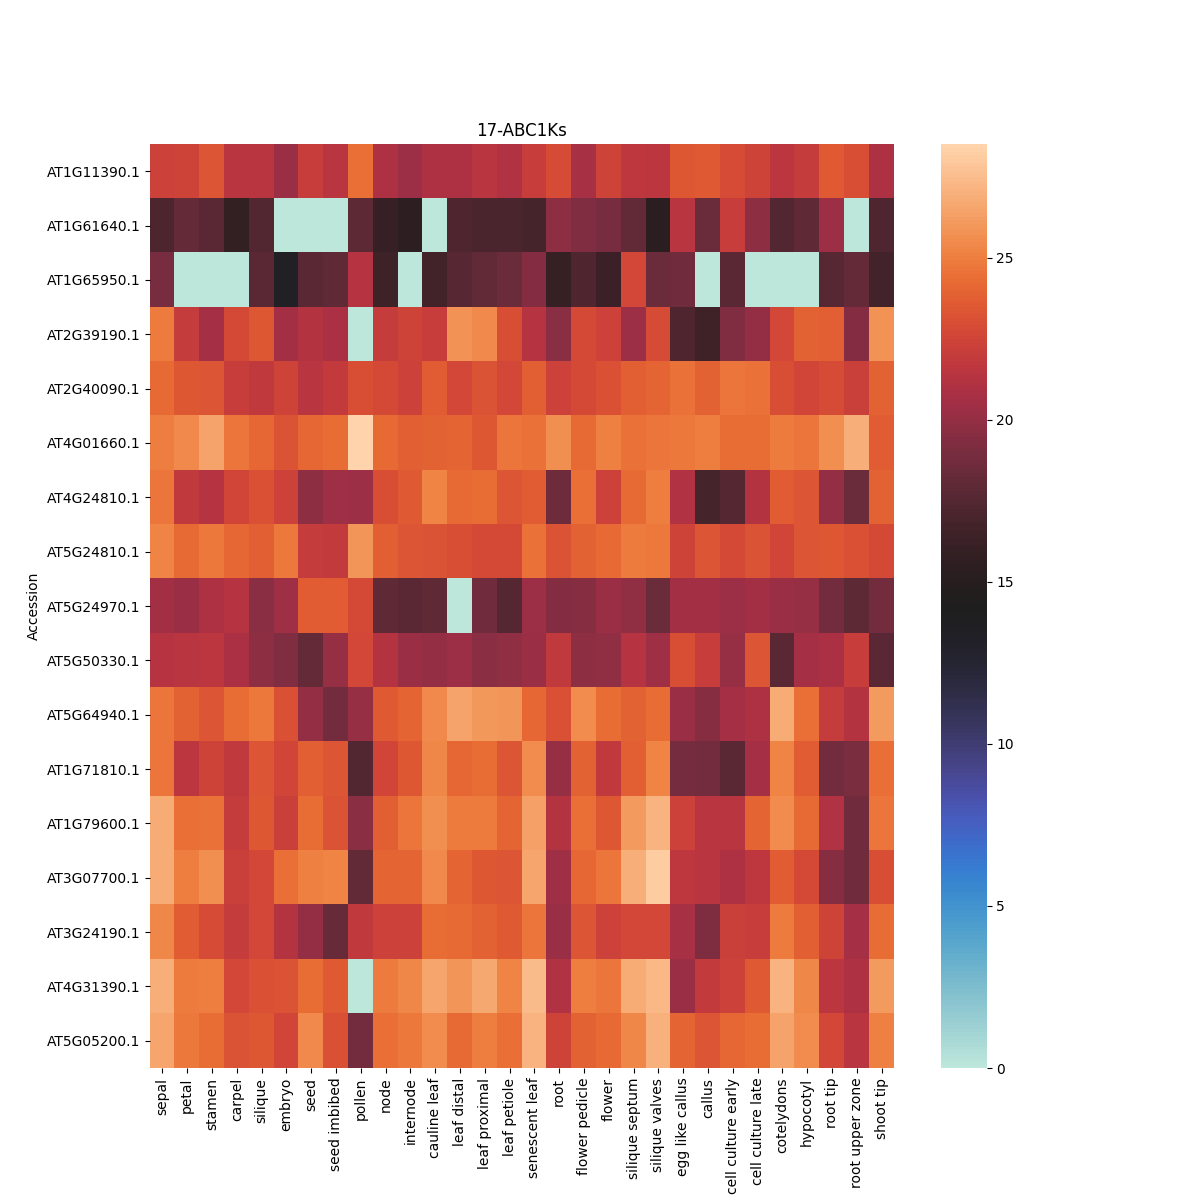 17-ABC1Ks
Accession
AT1G11390.1
AT1G61640.1
AT1G65950.1
AT2G39190.1
AT2G40090.1
AT4G01660.1
AT4G24810.1
AT5G24810.1
AT5G24970.1
AT5G50330.1
AT5G64940.1
AT1G71810.1
AT1G79600.1
AT3G07700.1
AT3G24190.1
AT4G31390.1
AT5G05200.1
sepal
petal
stamen
carpel
silique
embryo
seed
seed imbibed
pollen
node
internode
cauline leaf
leaf distal
leaf proximal
leaf petiole
senescent leaf
root
flower pedicle
flower
silique septum
silique valves
egg like callus
callus
cell culture early
cell culture late
cotelydons
hypocotyl
root tip
root upper zone
shoot tip
25
20
15
10
5
0